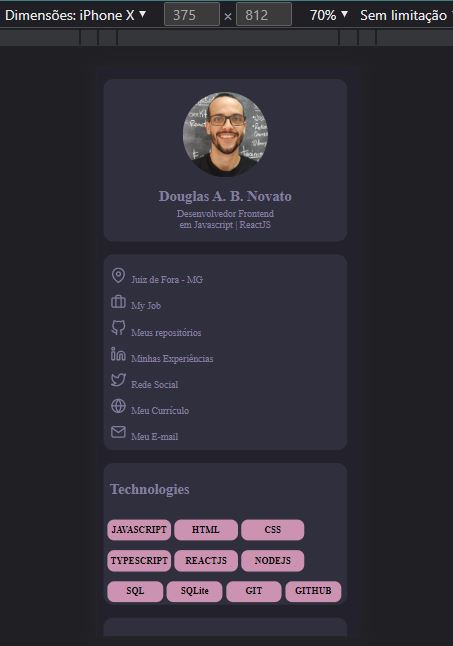 Dimensões: iPhone X ▼ 375 × 812 70% ▼ Sem limitação
Douglas A. B. Novato
Desenvolvedor Frontend
em Javascript | ReactJS
Juiz de Fora - MG
My Job
Meus repositórios
Minhas Experiências
Rede Social
Meu Currículo
Meu E-mail
Technologies
JAVASCRIPT HTML CSS
TYPESCRIPT REACTJS NODEJS
SQL SQLite GIT GITHUB